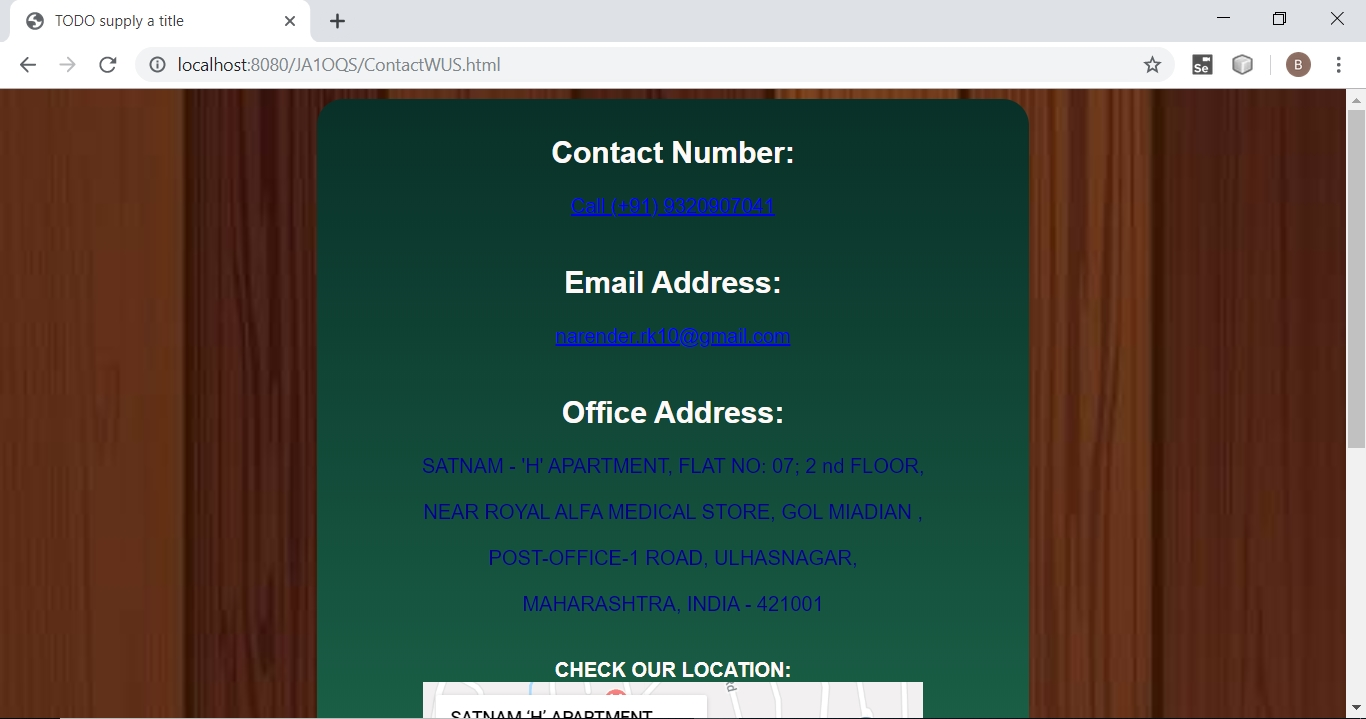 TODO supply a title
localhost:8080/JA1OQS/ContactWUS.html
Se
B
Contact Number:
Call (+91) 9320907041
Email Address:
narender.rk10@gmail.com
Office Address:
SATNAM - 'H' APARTMENT, FLAT NO: 07; 2 nd FLOOR,
NEAR ROYAL ALFA MEDICAL STORE, GOL MIADIAN ,
POST-OFFICE-1 ROAD, ULHASNAGAR,
MAHARASHTRA, INDIA - 421001
CHECK OUR LOCATION:
Rd
SATNAM ‘H’ APARTMENT